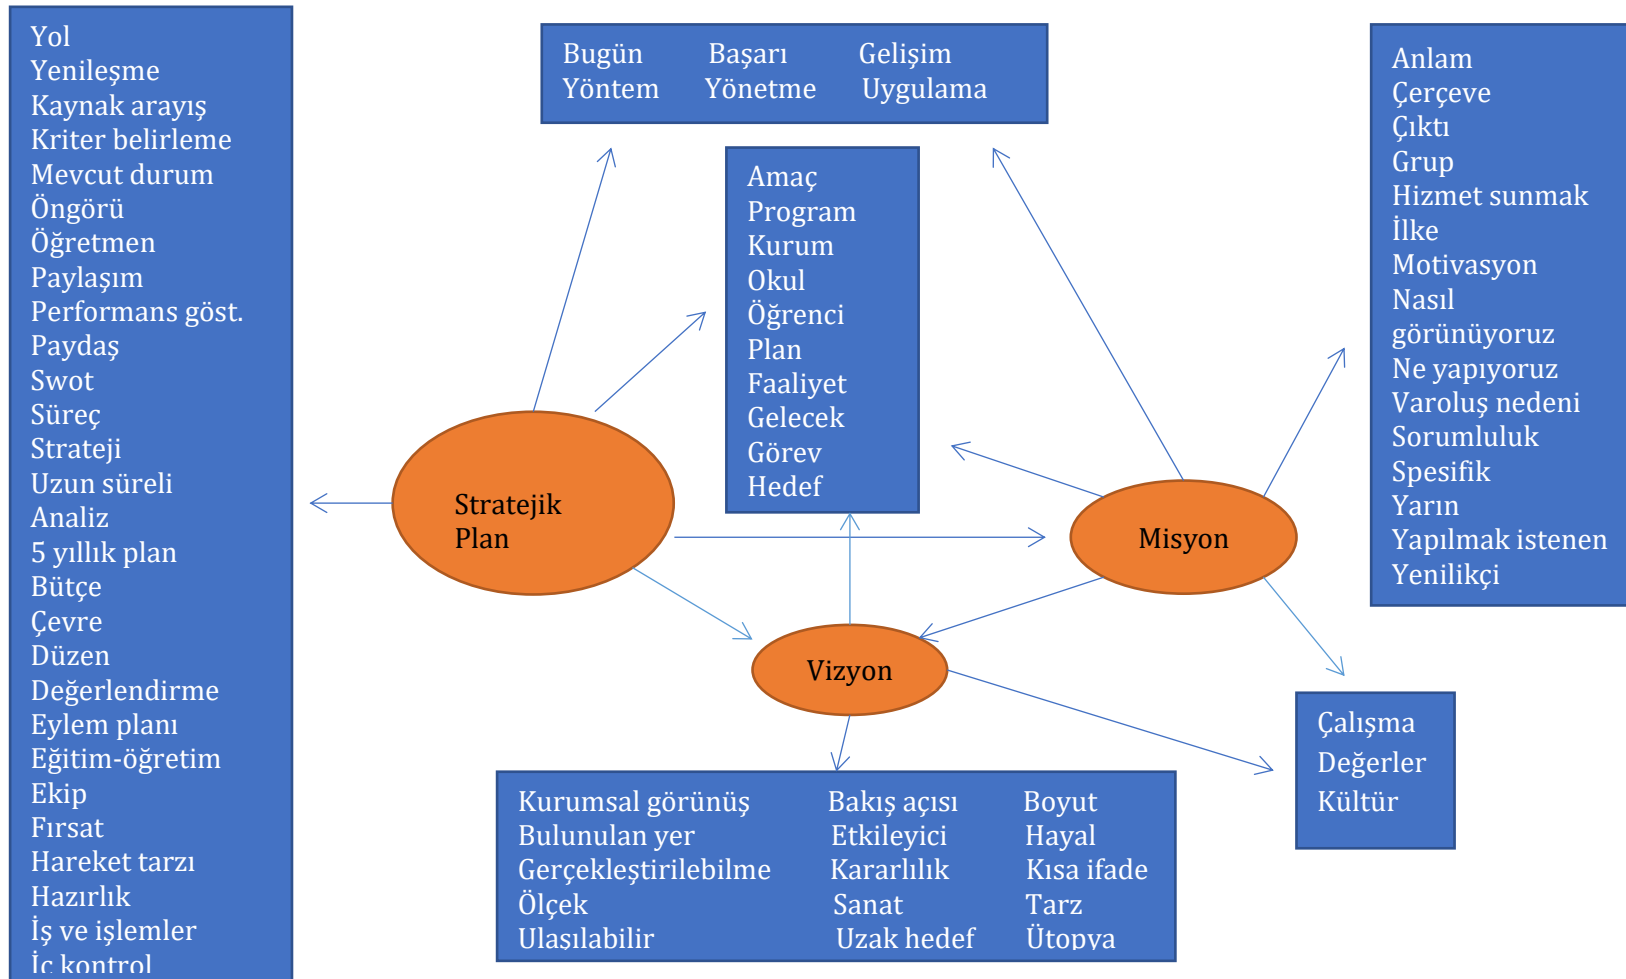 Yol
Yenileşme
Kaynak arayış
Kriter belirleme
Mevcut durum
Öngörü
Öğretmen
Paylaşım
Performans göst.
Paydaş
Swot
Süreç
Strateji
Uzun süreli
Analiz
5 yıllık plan
Bütçe
Çevre
Düzen
Değerlendirme
Eylem planı
Eğitim-öğretim
Ekip
Fırsat
Hareket tarzı
Hazırlık
İş ve işlemler
İç kontrol
Bugün Başarı Gelişim
Yöntem Yönetme Uygulama
Amaç
Program
Kurum
Okul
Öğrenci
Plan
Faaliyet
Gelecek
Görev
Hedef
Anlam
Çerçeve
Çıktı
Grup
Hizmet sunmak
İlke
Motivasyon
Nasıl
görünüyoruz
Ne yapıyoruz
Varoluş nedeni
Sorumluluk
Spesifik
Yarın
Yapılmak istenen
Yenilikçi
Stratejik
Plan
Misyon
Vizyon
Çalışma
Değerler
Kültür
Kurumsal görünüş Bakış açısı Boyut
Bulunulan yer Etkileyici Hayal
Gerçekleştirilebilme Kararlılık Kısa ifade
Ölçek Sanat Tarz
Ulaşılabilir Uzak hedef Ütopya